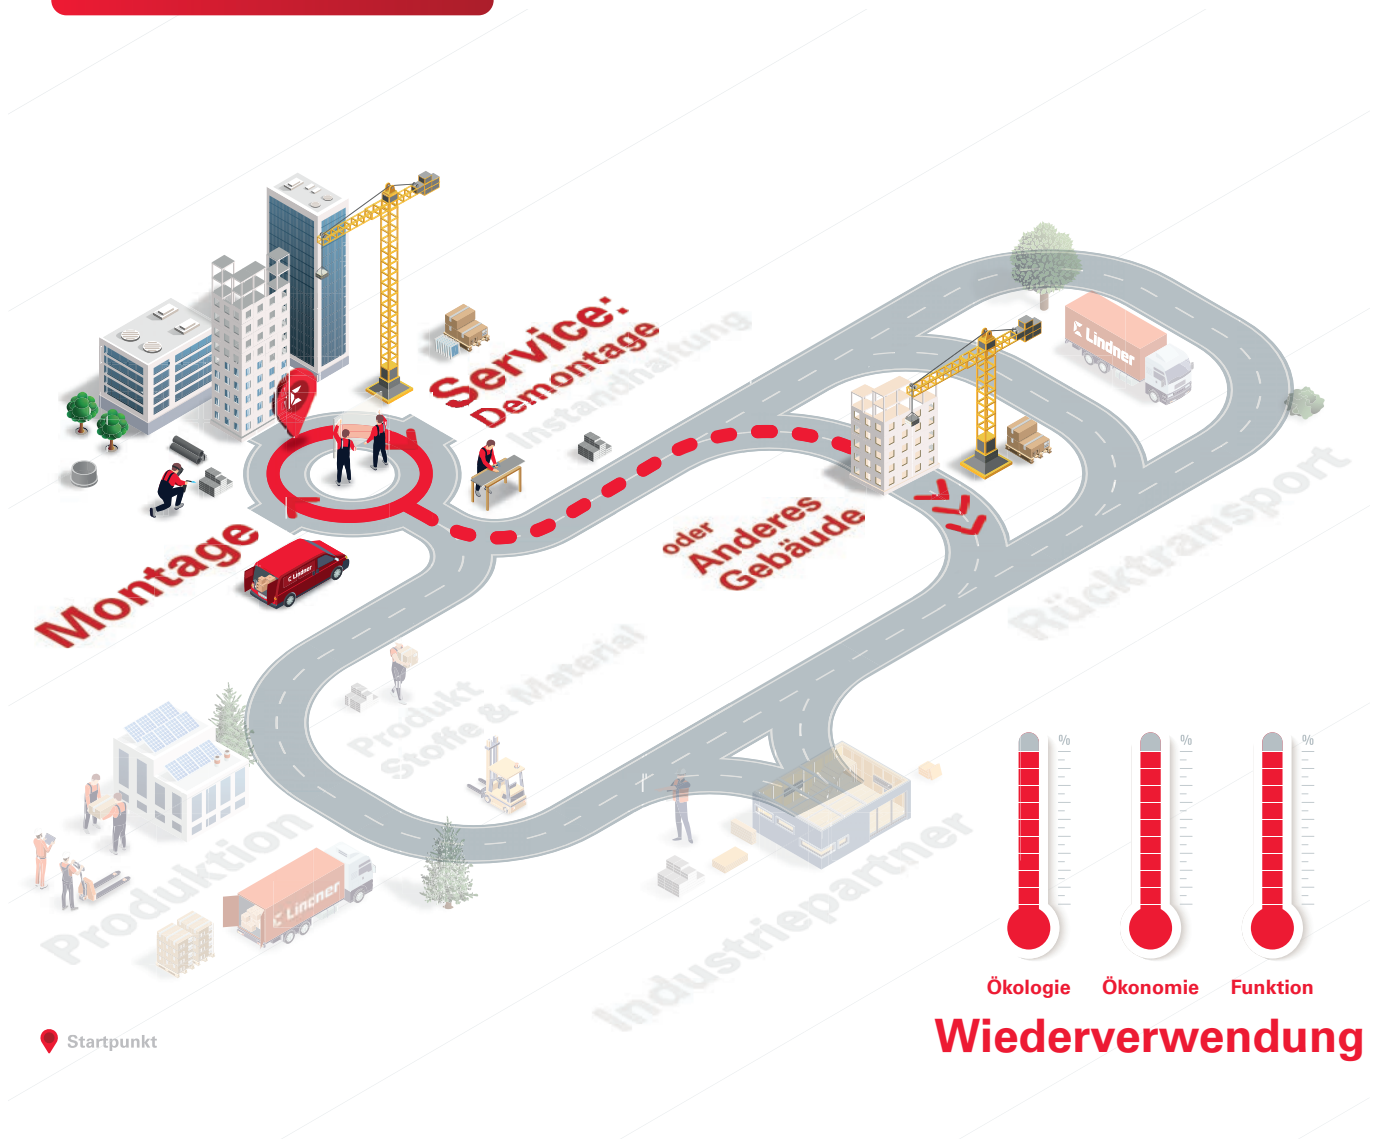 Service:
Demontage
Instandhaltung
Lindner
Montage
Lindner
oder
Anderes
Gebäude
Rücktransport
Produkt
Stoffe & Material
Produktion
Lindner
Industriepartner
% % %
Ökologie Ökonomie Funktion
Wiederverwendung
Startpunkt